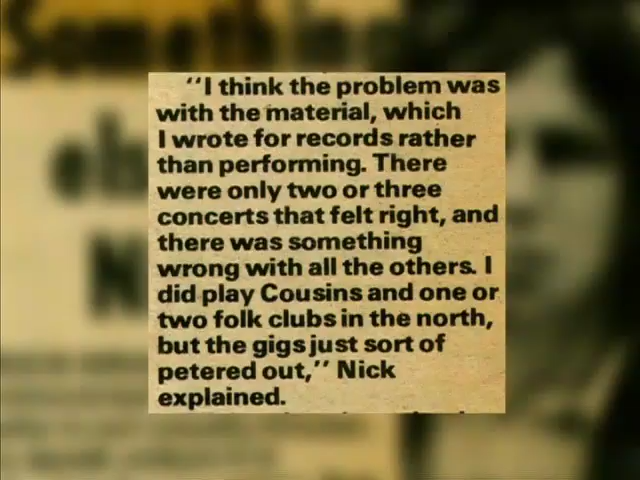 “I think the problem was
with the material, which
I wrote for records rather
than performing. There
were only two or three
concerts that felt right, and
there was something
wrong with all the others. I
did play Cousins and one or
two folk clubs in the north,
but the gigs just sort of
petered out,” Nick
explained.